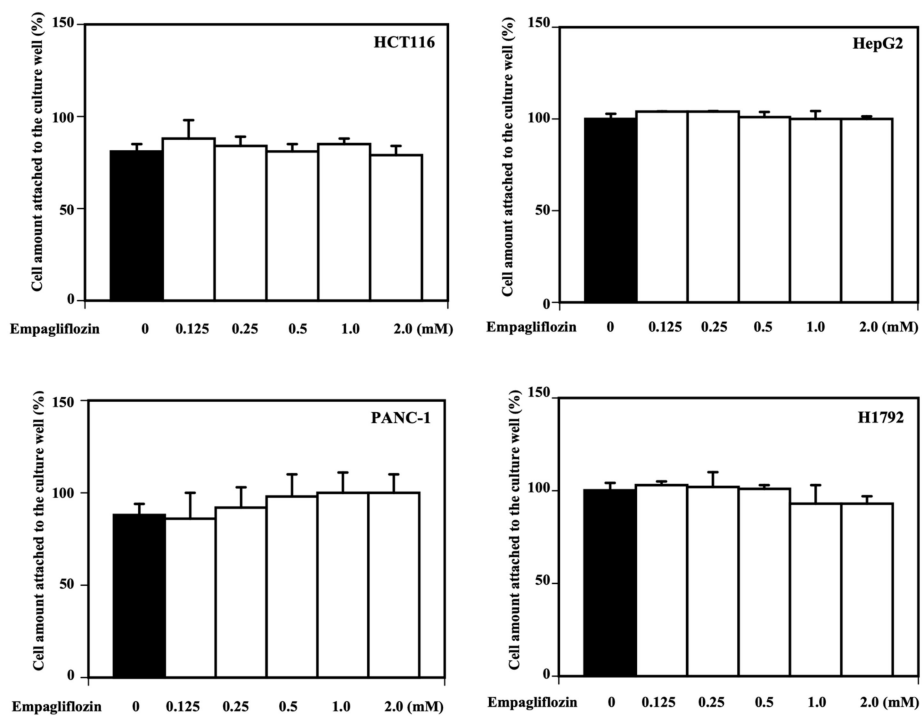 150
HCT116
100
50
0
Cell amount attached to the culture well (%)
Empagliflozin 0 0.125 0.25 0.5 1.0 2.0 (mM)
150
HepG2
100
50
0
Cell amount attached to the culture well (%)
Empagliflozin 0 0.125 0.25 0.5 1.0 2.0 (mM)
150
PANC-1
100
50
0
Cell amount attached to the culture well (%)
Empagliflozin 0 0.125 0.25 0.5 1.0 2.0 (mM)
150
H1792
100
50
0
Cell amount attached to the culture well (%)
Empagliflozin 0 0.125 0.25 0.5 1.0 2.0 (mM)